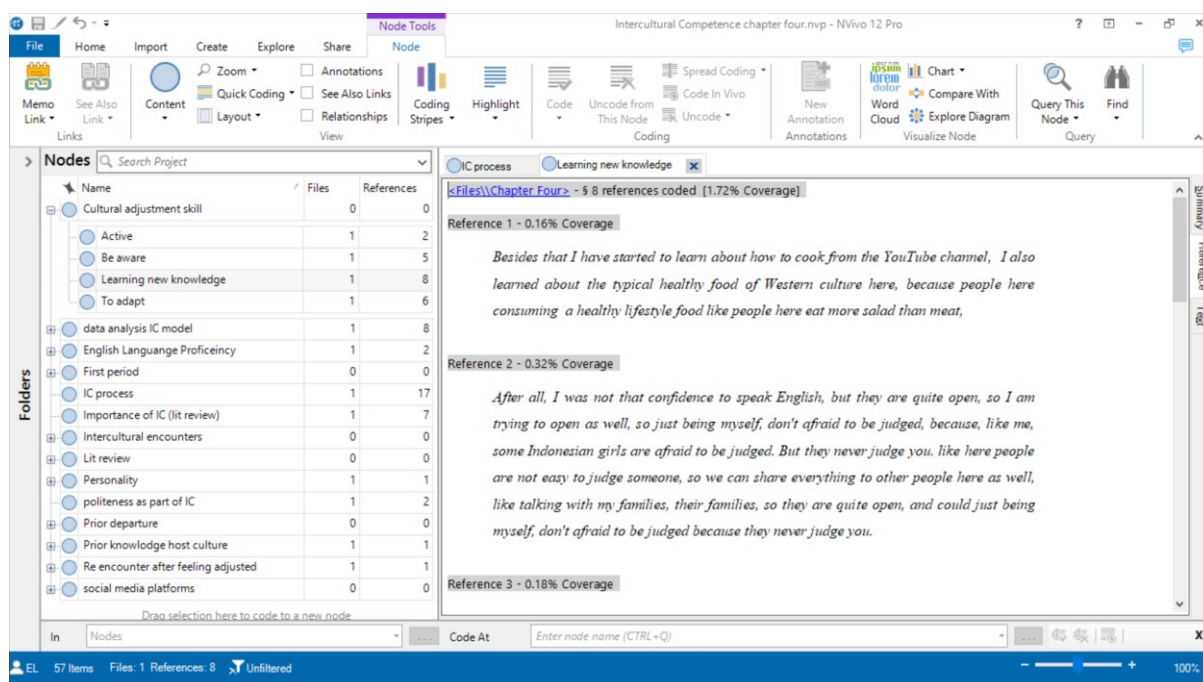 Node Tools
Intercultural Competence chapter four.nvp - NVivo 12 Pro
File Home Import Create Explore Share Node
Memo Link
See Also Link
Links
Content
Zoom
Quick Coding
Layout
Annotations
See Also Links
Relationships
View
Coding Stripes
Highlight
Code
Uncode from This Node
Spread Coding
Code In Vivo
Uncode
Coding
New Annotation
Annotations
ipsum
lorem
dolor
Word Cloud
Chart
Compare With
Explore Diagram
Visualize Node
Query This Node
Find
Query
Folders
Nodes Search Project
Name Files References
Cultural adjustment skill 0 0
Active 1 2
Be aware 1 5
Learning new knowledge 1 8
To adapt 1 6
data analysis IC model 1 8
English Languange Proficeincy 1 2
First period 0 0
IC process 1 17
Importance of IC (lit review) 1 7
Intercultural encounters 0 0
Lit review 0 0
Personality 1 1
politeness as part of IC 1 2
Prior departure 0 0
Prior knowlodge host culture 1 1
Re encounter after feeling adjusted 1 1
social media platforms 0 0
Drag selection here to code to a new node
IC process Learning new knowledge x
<Files\\Chapter Four> - § 8 references coded [1.72% Coverage]
Reference 1 - 0.16% Coverage
Besides that I have started to learn about how to cook from the YouTube channel, I also
learned about the typical healthy food of Western culture here, because people here
consuming a healthy lifestyle food like people here eat more salad than meat,
Reference 2 - 0.32% Coverage
After all, I was not that confidence to speak English, but they are quite open, so I am
trying to open as well, so just being myself, don't afraid to be judged, because, like me,
some Indonesian girls are afraid to be judged. But they never judge you. like here people
are not easy to judge someone, so we can share everything to other people here as well,
like talking with my families, their families, so they are quite open, and could just being
myself, don't afraid to be judged because they never judge you.
Reference 3 - 0.18% Coverage
Summary
Reference
In Nodes
Code At Enter node name (CTRL+Q)
X
EL 57 Items Files: 1 References: 8 Unfiltered
100%